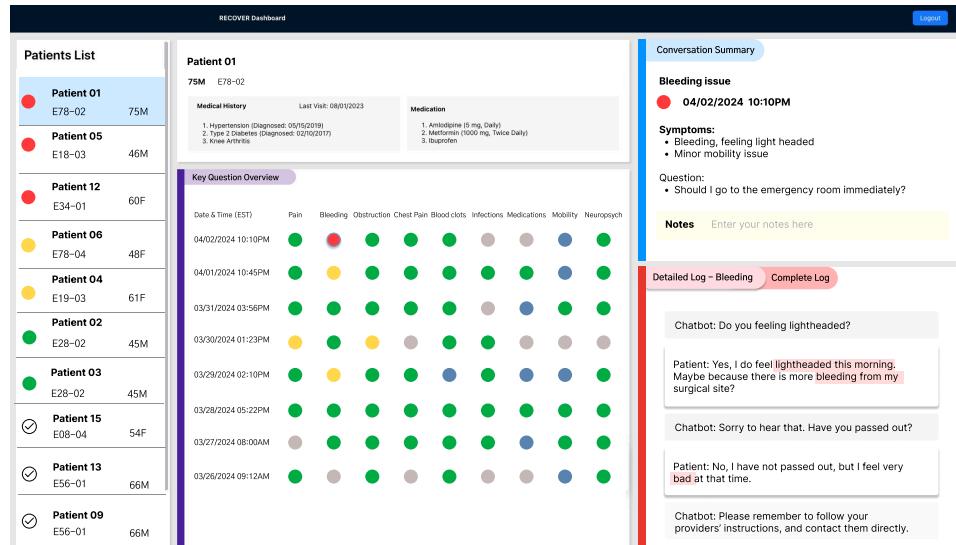 RECOVER Dashboard
Logout
Patients List
Patient 01
E78-02 75M
Patient 05
E18-03 46M
Patient 12
E34-01 60F
Patient 06
E78-04 48F
Patient 04
E19-03 61F
Patient 02
E28-02 45M
Patient 03
E28-02 45M
Patient 15
E08-04 54F
Patient 13
E56-01 66M
Patient 09
E56-01 66M
Patient 01
75M E78-02
Medical History Last Visit: 08/01/2023
1. Hypertension (Diagnosed: 05/15/2019)
2. Type 2 Diabetes (Diagnosed: 02/10/2017)
3. Knee Arthritis
Medication
1. Amlodipine (5 mg, Daily)
2. Metformin (1000 mg, Twice Daily)
3. Ibuprofen
Key Question Overview
Date & Time (EST) Pain Bleeding Obstruction Chest Pain Blood clots Infections Medications Mobility Neuropsych
04/02/2024 10:10PM
04/01/2024 10:45PM
03/31/2024 03:56PM
03/30/2024 01:23PM
03/29/2024 02:10PM
03/28/2024 05:22PM
03/27/2024 08:00AM
03/26/2024 09:12AM
Conversation Summary
Bleeding issue
04/02/2024 10:10PM
Symptoms:
• Bleeding, feeling light headed
• Minor mobility issue
Question:
• Should I go to the emergency room immediately?
Notes Enter your notes here
Detailed Log – Bleeding Complete Log
Chatbot: Do you feeling lightheaded?
Patient: Yes, I do feel lightheaded this morning.
Maybe because there is more bleeding from my
surgical site?
Chatbot: Sorry to hear that. Have you passed out?
Patient: No, I have not passed out, but I feel very
bad at that time.
Chatbot: Please remember to follow your
providers' instructions, and contact them directly.